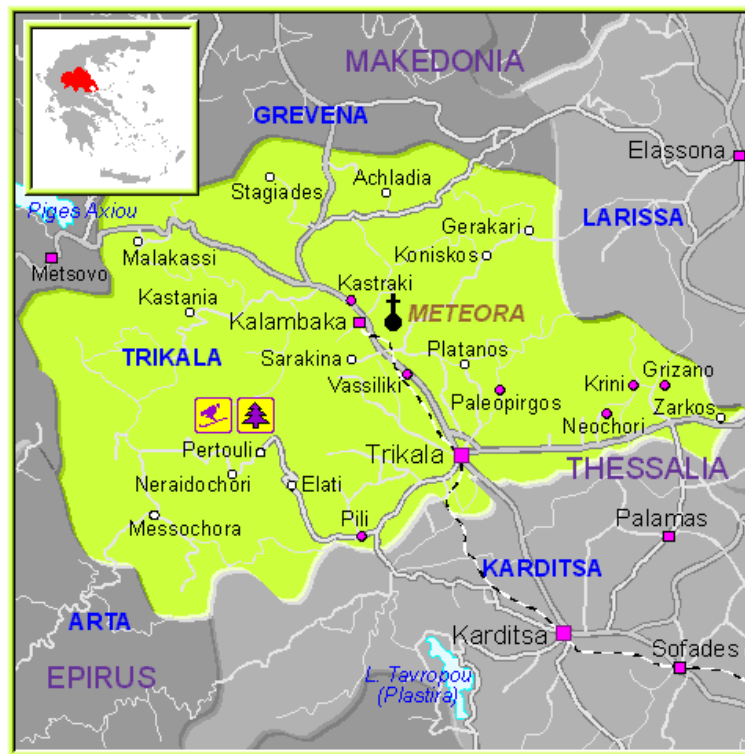 MAKEDONIA
GREVENA
Elassona
Achladia
Stagiades
Piges Axiou
Gerakari
LARISSA
Malakassi
Koniskos
Metsovo
Kastraki
Kastania
METEORA
Kalambaka
TRIKALA
Sarakina
Platanos
Vassiliki
Krini
Grizano
Paleopirgos
Zarkos
Neochori
Pertouli
Trikala
THESSALIA
Neraidochori
Elati
Messochora
Pili
Palamas
KARDITSA
ARTA
Karditsa
Sofades
EPIRUS
L. Tavropou
(Plastira)